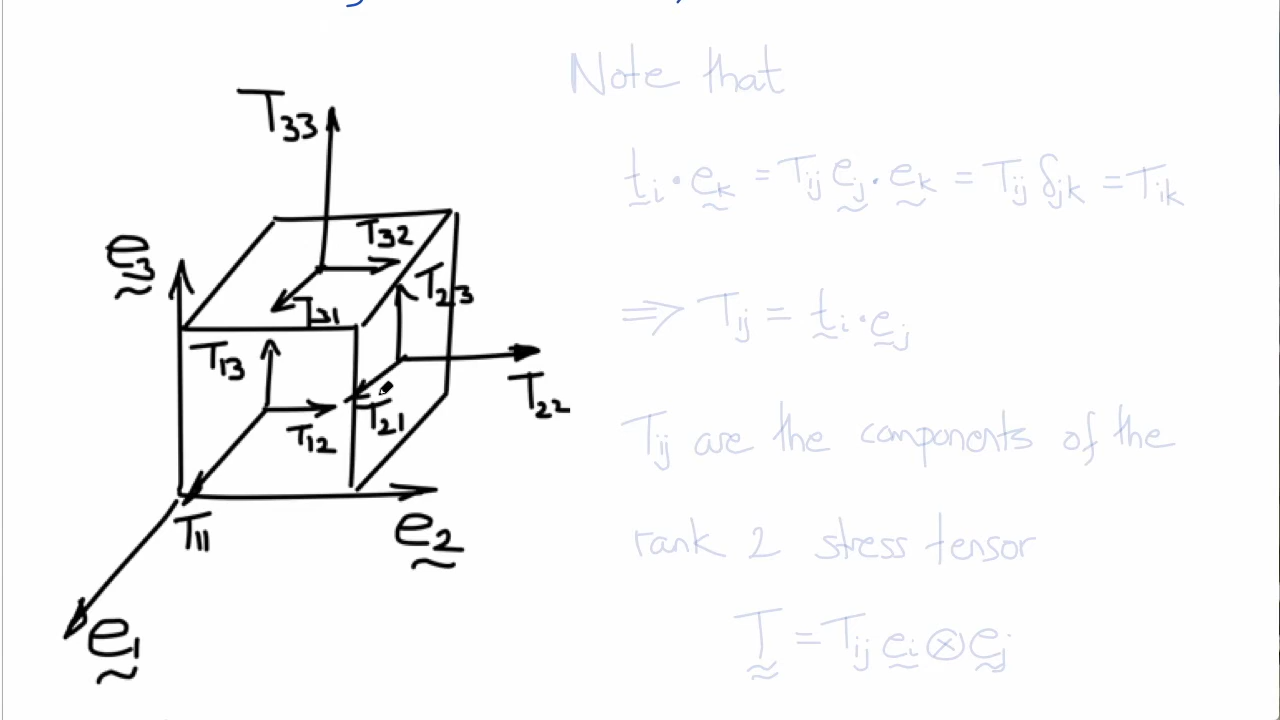 T33
T32
e3
T23
T31
T13
T22
T21
T12
T11
e2
e1
Note that
ti · ek = Tij ej · ek = Tij δjk = Tik
⇒ Tij = ti · ej
Tij are the components of the
rank 2 stress tensor
T = Tij ei ⊗ ej